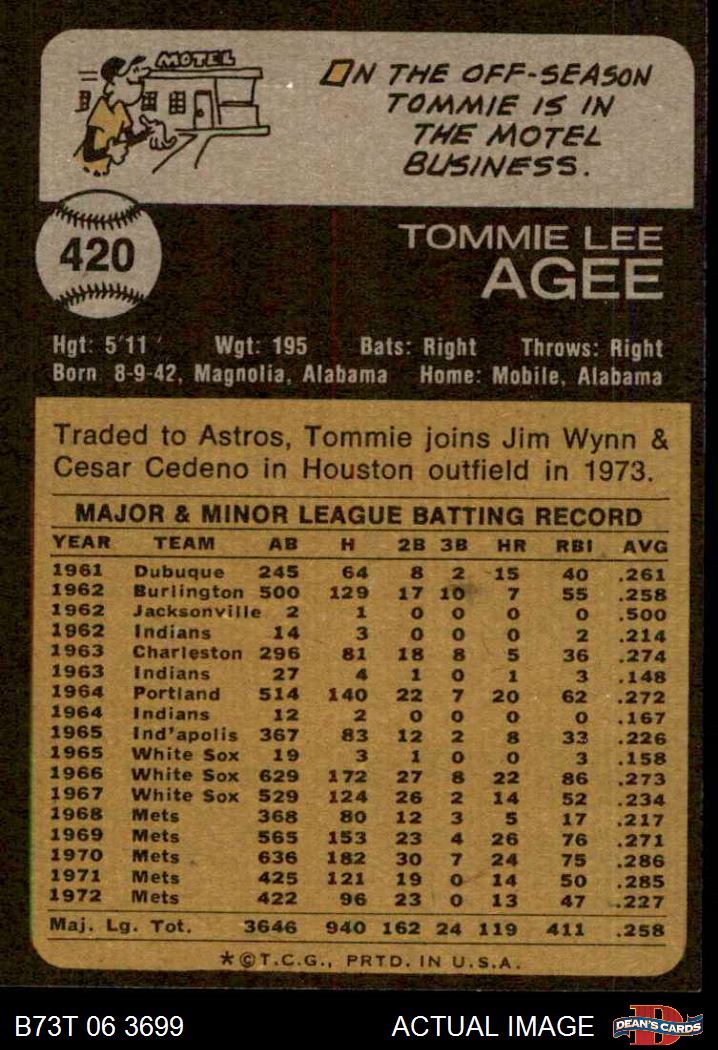 MOTEL
ON THE OFF-SEASON
TOMMIE IS IN
THE MOTEL
BUSINESS.
420
TOMMIE LEE
AGEE
Hgt: 5'11" Wgt: 195 Bats: Right Throws: Right
Born 8-9-42, Magnolia, Alabama Home: Mobile, Alabama
Traded to Astros, Tommie joins Jim Wynn &
Cesar Cedeno in Houston outfield in 1973.
MAJOR & MINOR LEAGUE BATTING RECORD
YEAR TEAM AB H 2B 3B HR RBI AVG
1961 Dubuque 245 64 8 2 15 40 .261
1962 Burlington 500 129 17 10 7 55 .258
1962 Jacksonville 2 1 0 0 0 0 .500
1962 Indians 14 3 0 0 0 2 .214
1963 Charleston 296 81 18 8 5 36 .274
1963 Indians 27 4 1 0 1 3 .148
1964 Portland 514 140 22 7 20 62 .272
1964 Indians 12 2 0 0 0 0 .167
1965 Ind'apolis 367 83 12 2 8 33 .226
1965 White Sox 19 3 1 0 0 3 .158
1966 White Sox 629 172 27 8 22 86 .273
1967 White Sox 529 124 26 2 14 52 .234
1968 Mets 368 80 12 3 5 17 .217
1969 Mets 565 153 23 4 26 76 .271
1970 Mets 636 182 30 7 24 75 .286
1971 Mets 425 121 19 0 14 50 .285
1972 Mets 422 96 23 0 13 47 .227
Maj. Lg. Tot. 3646 940 162 24 119 411 .258
*©T.C.G., PRTD. IN U.S.A.
B73T 06 3699 ACTUAL IMAGE DEAN'S CARDS